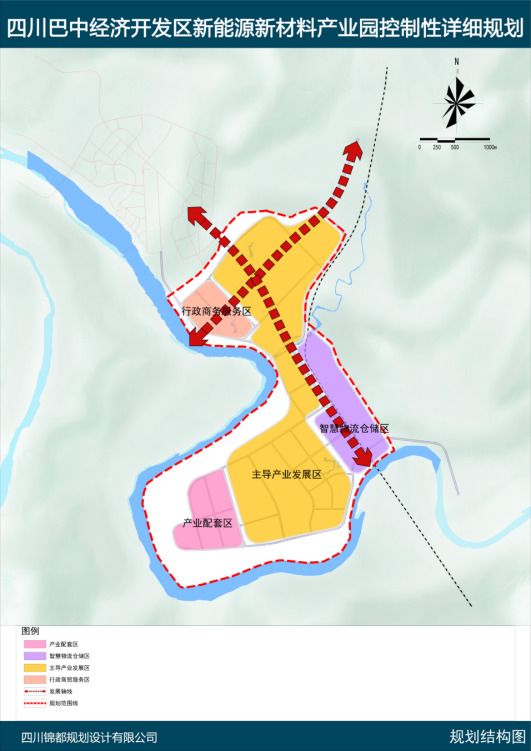 四川巴中经济开发区新能源新材料产业园控制性详细规划
N
0 250 500 1000m
行政商务服务区
智慧物流仓储区
主导产业发展区
产业配套区
图例
产业配套区
智慧物流仓储区
主导产业发展区
行政商贸服务区
发展轴线
规划范围线
四川锦都规划设计有限公司
规划结构图